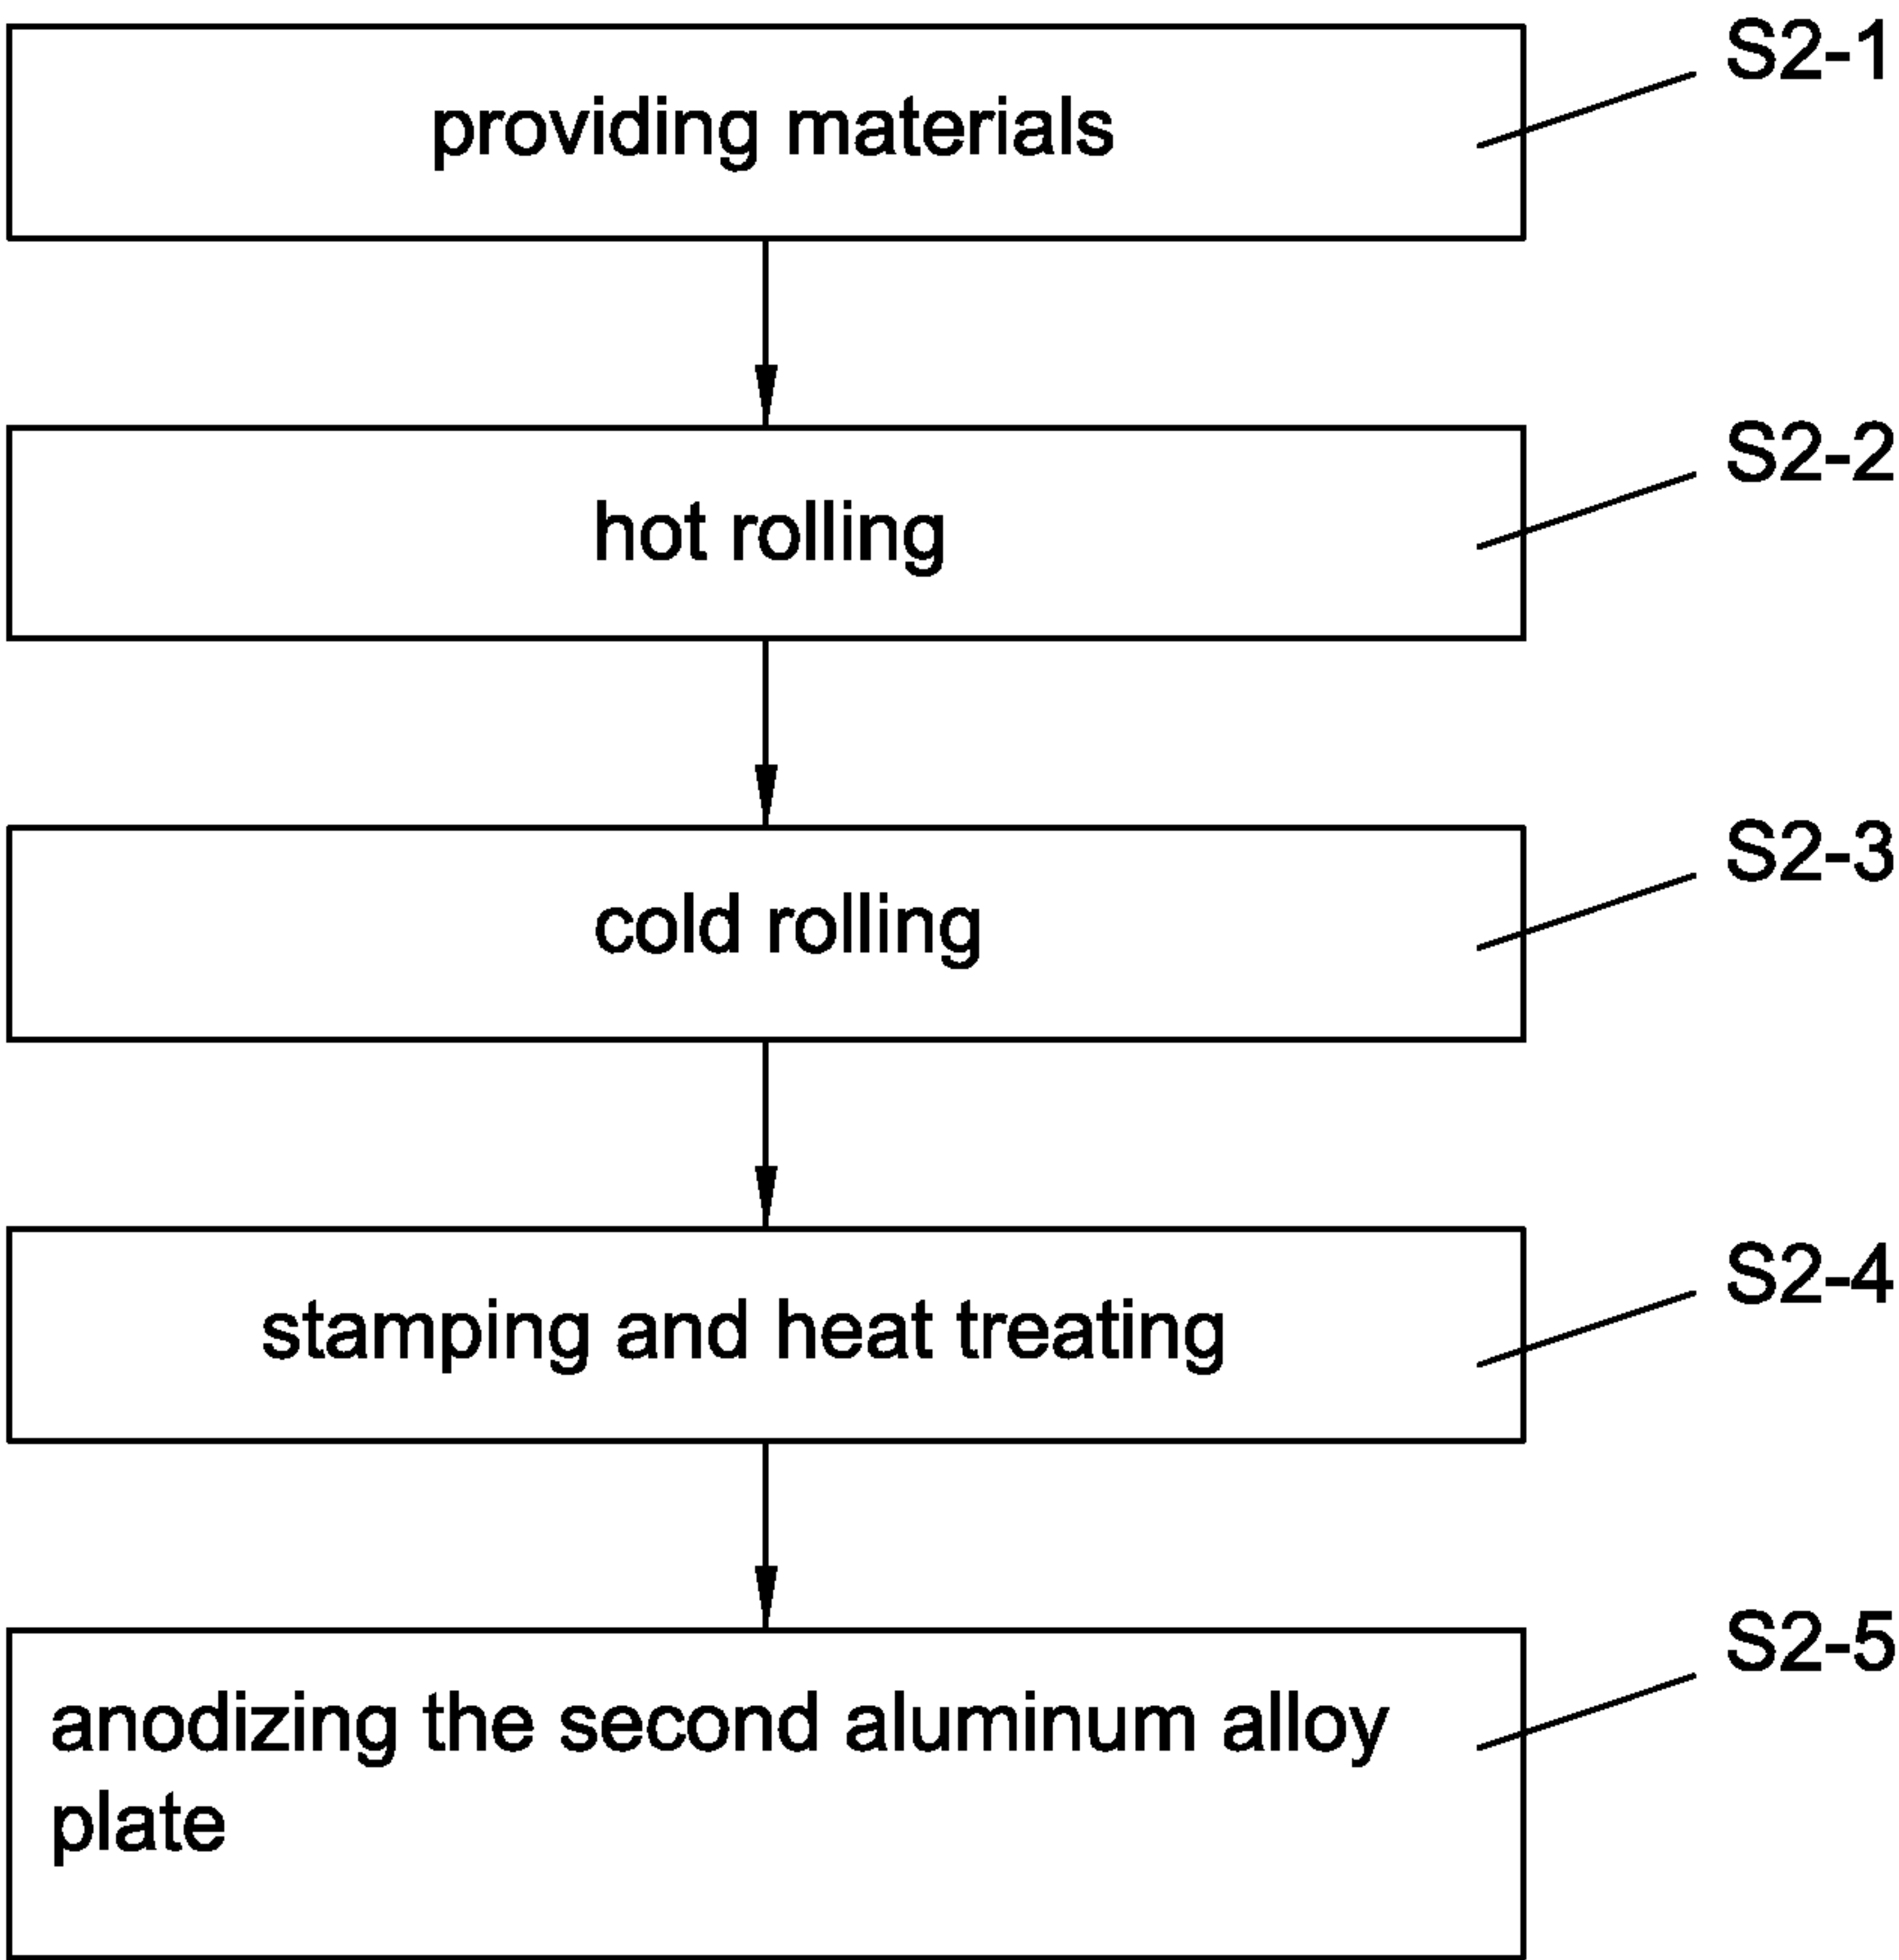 providing materials
S2-1
hot rolling
S2-2
cold rolling
S2-3
stamping and heat treating
S2-4
anodizing the second aluminum alloy
plate
S2-5